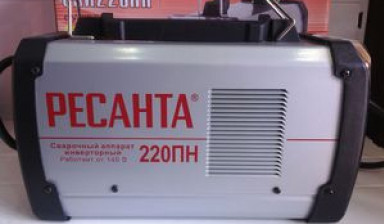 РЕСАНТА®
Сварочный аппарат
инверторный
Работает от 140 В
220ПН